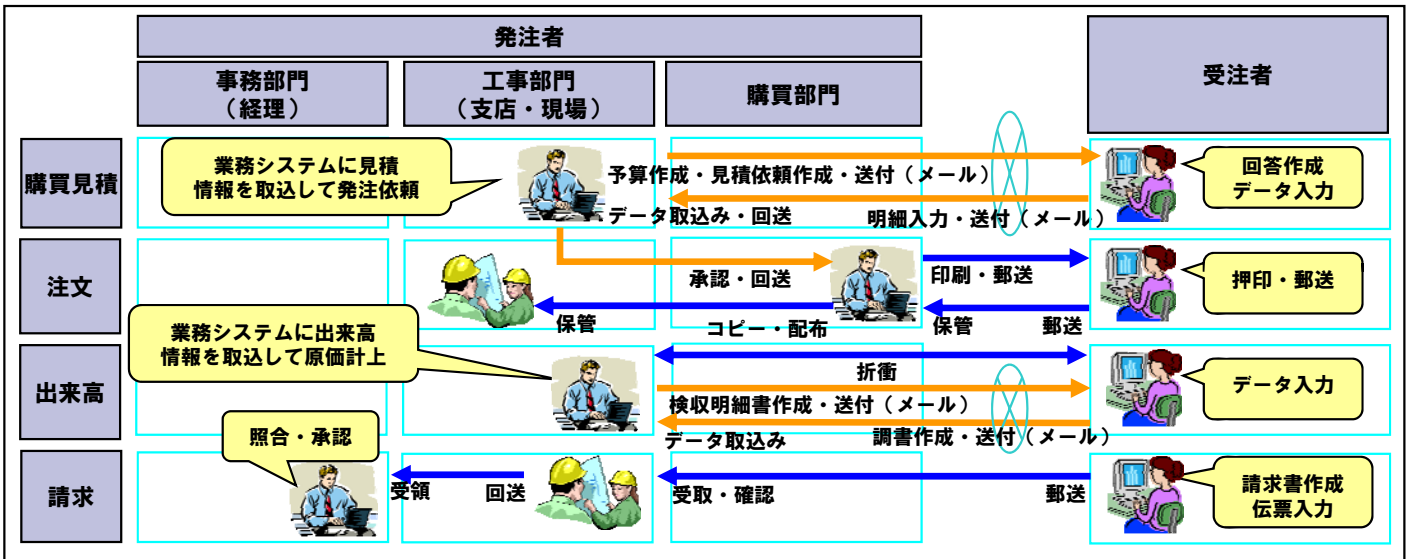 発注者
受注者
事務部門
（経理）
工事部門
（支店・現場）
購買部門
購買見積
業務システムに見積
情報を取込して発注依頼
予算作成・見積依頼作成・送付（メール）
データ取込み・回送
明細入力・送付（メール）
回答作成
データ入力
注文
承認・回送
印刷・郵送
押印・郵送
保管
コピー・配布
保管
郵送
業務システムに出来高
情報を取込して原価計上
出来高
折衝
検収明細書作成・送付（メール）
データ取込み
調書作成・送付（メール）
データ入力
照合・承認
請求
受領
回送
受取・確認
郵送
請求書作成
伝票入力